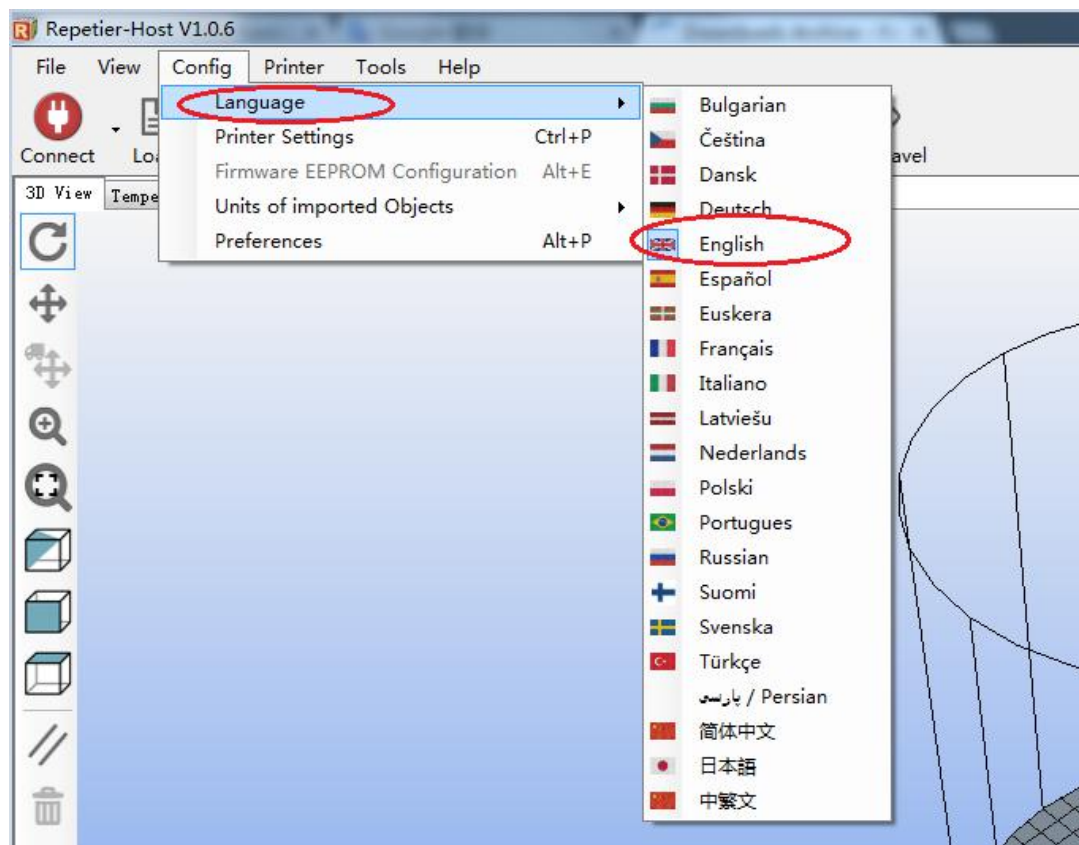 Repetier-Host V1.0.6
File View Config Printer Tools Help
Language
Printer Settings Ctrl+P
Firmware EEPROM Configuration Alt+E
Units of imported Objects
Preferences Alt+P
Connect Loa avel
3D View Tempe
Bulgarian
Čeština
Dansk
Deutsch
English
Español
Euskera
Français
Italiano
Latviešu
Nederlands
Polski
Portugues
Russian
Suomi
Svenska
Türkçe
پارسی / Persian
简体中文
日本語
中繁文